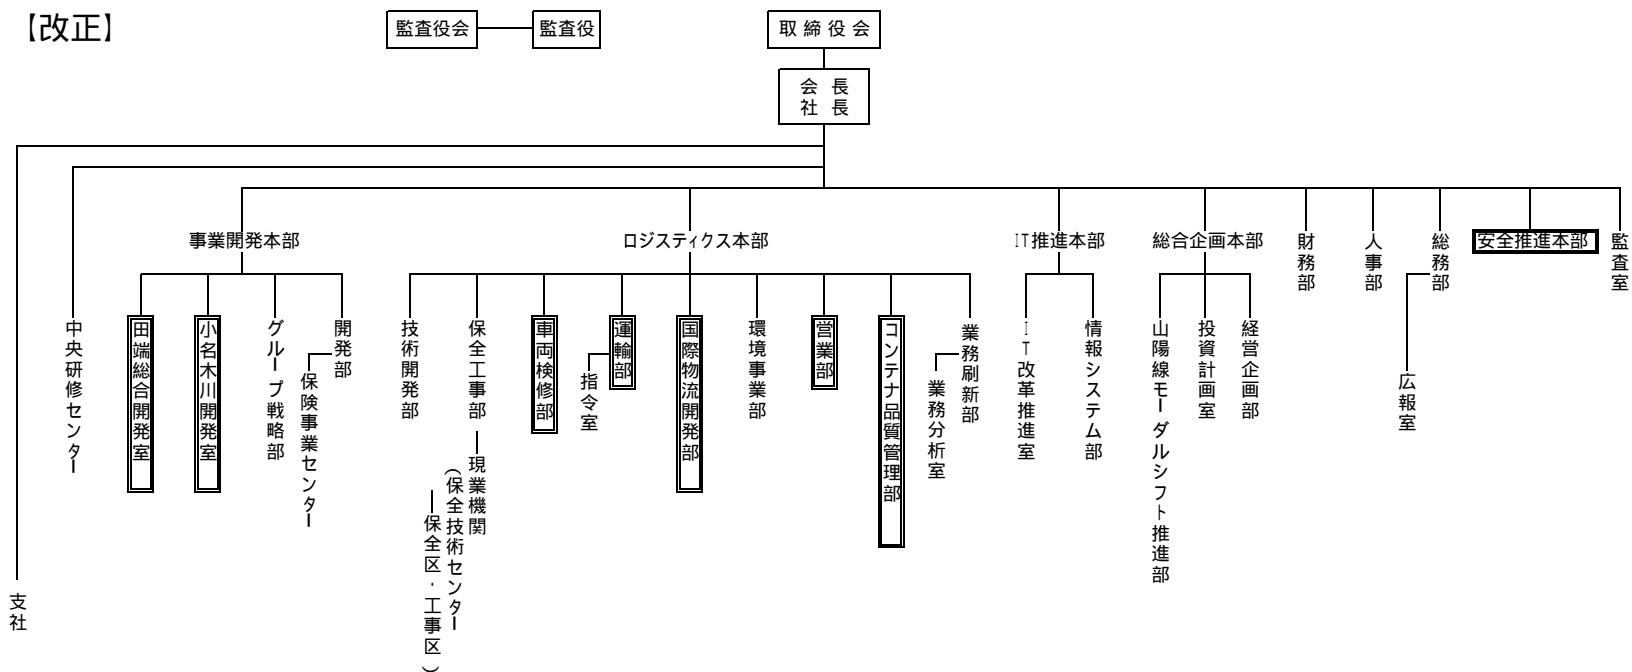 【改正】
監査役会
監査役
取締役会
会長
社長
監査室
安全推進本部
総務部
広報室
人事部
財務部
総合企画本部
経営企画部
投資計画室
山陽線モーダルシフト推進部
IT推進本部
情報システム部
IT改革推進室
ロジスティクス本部
業務刷新部
業務分析室
コンテナ品質管理部
営業部
環境事業部
国際物流開発部
運輸部
指令室
車両検修部
保全工事部
現業機関
(保全技術センター
保全区・工事区)
技術開発部
事業開発本部
開発部
保険事業センター
グループ戦略部
小名木川開発室
田端総合開発室
中央研修センター
支社